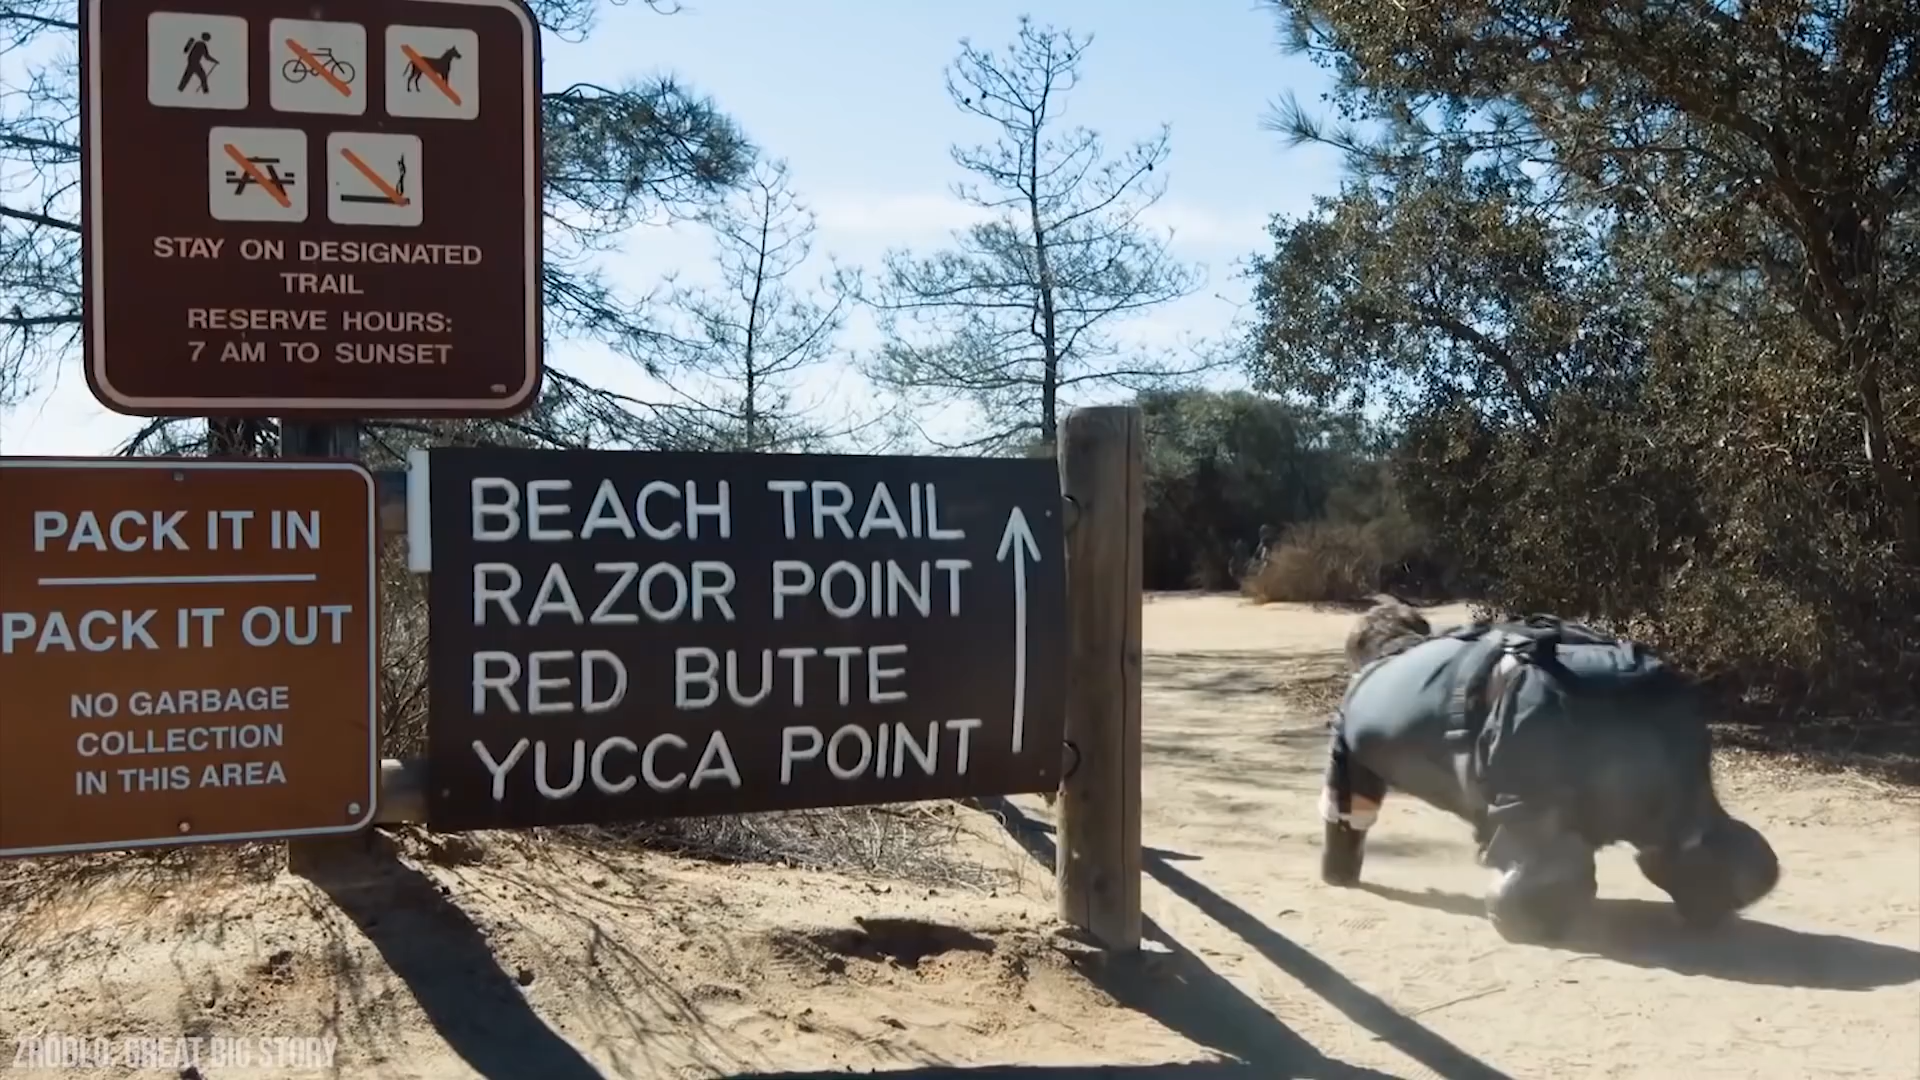 STAY ON DESIGNATED
TRAIL
RESERVE HOURS:
7 AM TO SUNSET
PACK IT IN
PACK IT OUT
NO GARBAGE
COLLECTION
IN THIS AREA
BEACH TRAIL
RAZOR POINT
RED BUTTE
YUCCA POINT
ŹRÓDŁO: GREAT BIG STORY